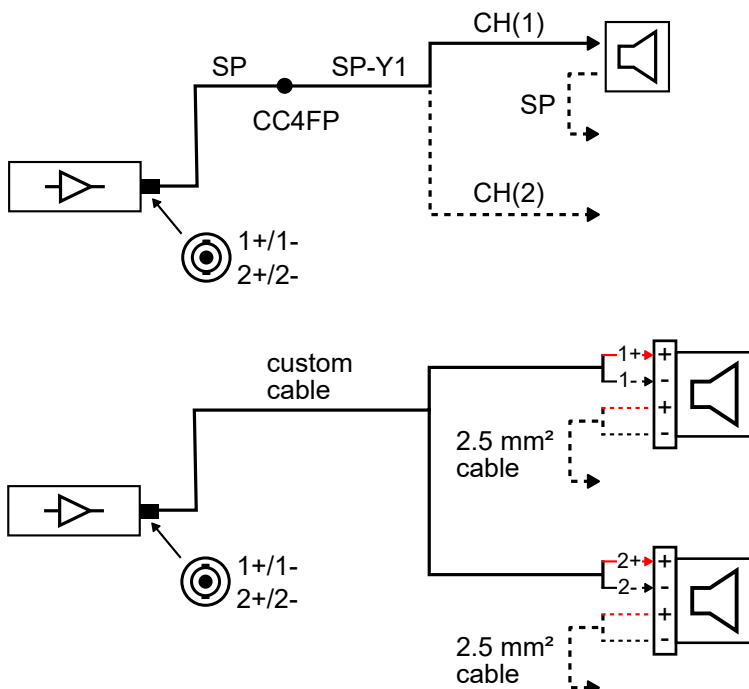 CH(1)
SP
SP-Y1
SP
CC4FP
CH(2)
1+/1-
2+/2-
custom
cable
1+
+
1-
-
+
-
2.5 mm²
cable
1+/1-
2+/2-
2+
+
2-
-
+
-
2.5 mm²
cable